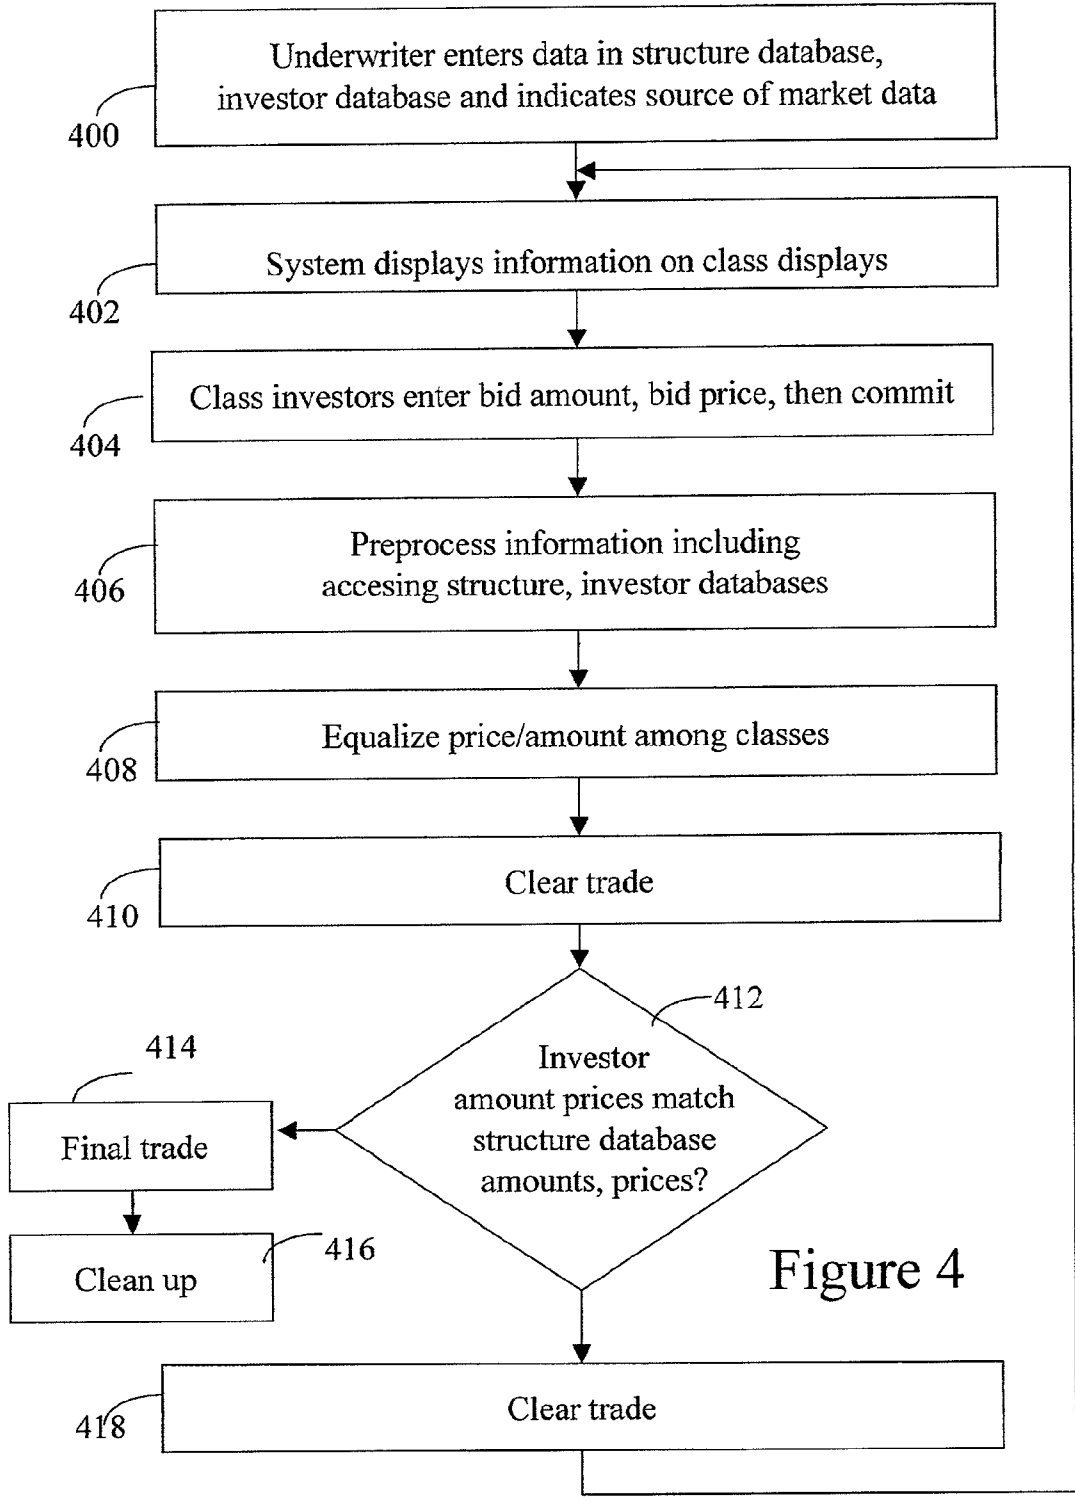 Underwriter enters data in structure database,
investor database and indicates source of market data
400
System displays information on class displays
402
Class investors enter bid amount, bid price, then commit
404
Preprocess information including
accesing structure, investor databases
406
Equalize price/amount among classes
408
Clear trade
410
412
Investor
amount prices match
structure database
amounts, prices?
414
Final trade
416
Clean up
Figure 4
Clear trade
418